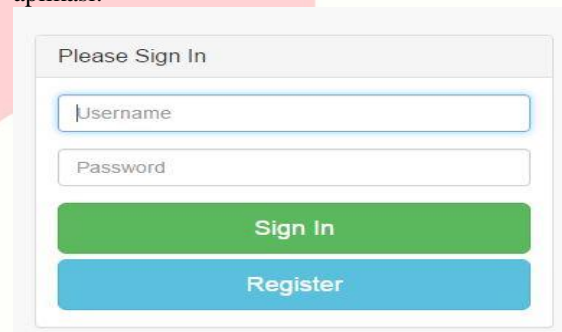 Please Sign In
Username
Password
Sign In
Register